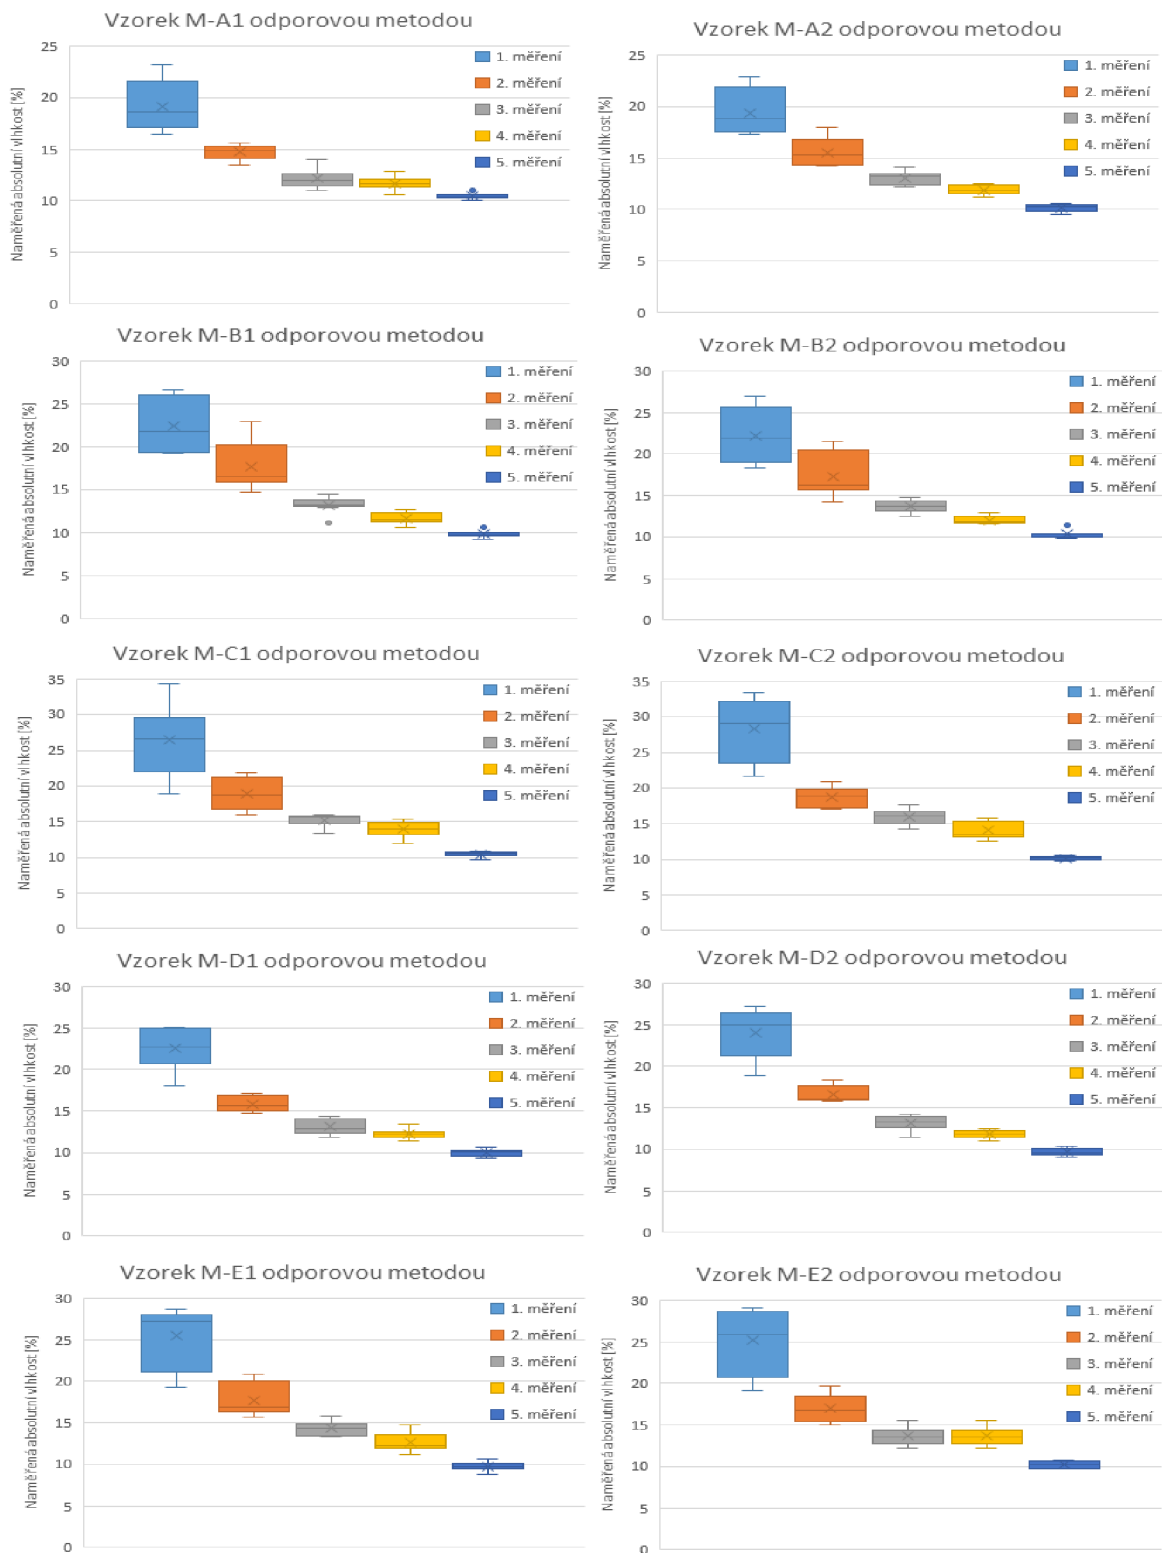 Vzorek M-A1 odporovou metodou
Naměřená absolutní vlhkost [%]
25
20
15
10
5
0
1. měření
2. měření
3. měření
4. měření
5. měření
Vzorek M-A2 odporovou metodou
Naměřená absolutní vlhkost [%]
25
20
15
10
5
0
1. měření
2. měření
3. měření
4. měření
5. měření
Vzorek M-B1 odporovou metodou
Naměřená absolutní vlhkost [%]
30
25
20
15
10
5
0
1. měření
2. měření
3. měření
4. měření
5. měření
Vzorek M-B2 odporovou metodou
Naměřená absolutní vlhkost [%]
30
25
20
15
10
5
0
1. měření
2. měření
3. měření
4. měření
5. měření
Vzorek M-C1 odporovou metodou
Naměřená absolutní vlhkost [%]
35
30
25
20
15
10
5
0
1. měření
2. měření
3. měření
4. měření
5. měření
Vzorek M-C2 odporovou metodou
Naměřená absolutní vlhkost [%]
35
30
25
20
15
10
5
0
1. měření
2. měření
3. měření
4. měření
5. měření
Vzorek M-D1 odporovou metodou
Naměřená absolutní vlhkost [%]
30
25
20
15
10
5
0
1. měření
2. měření
3. měření
4. měření
5. měření
Vzorek M-D2 odporovou metodou
Naměřená absolutní vlhkost [%]
30
25
20
15
10
5
0
1. měření
2. měření
3. měření
4. měření
5. měření
Vzorek M-E1 odporovou metodou
Naměřená absolutní vlhkost [%]
30
25
20
15
10
5
0
1. měření
2. měření
3. měření
4. měření
5. měření
Vzorek M-E2 odporovou metodou
Naměřená absolutní vlhkost [%]
30
25
20
15
10
5
0
1. měření
2. měření
3. měření
4. měření
5. měření